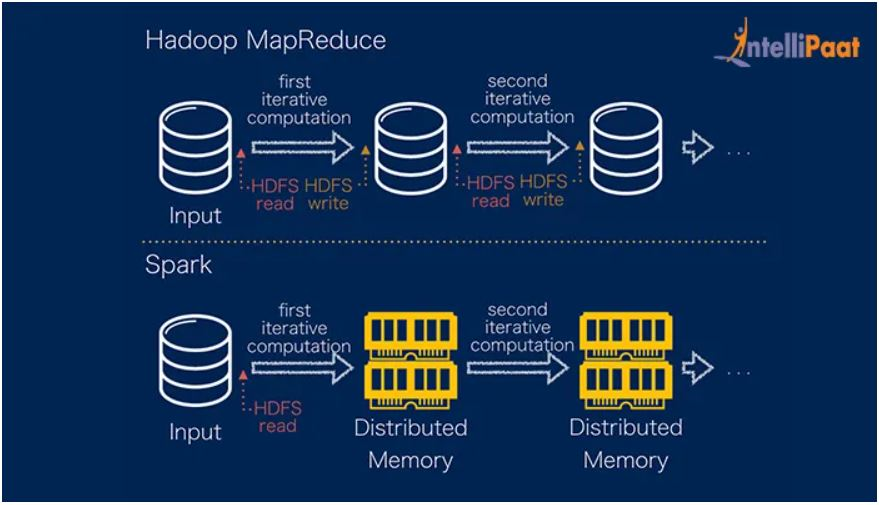 Hadoop MapReduce
IntelliPaat
first
iterative
computation
second
iterative
computation
HDFS
read
HDFS
write
HDFS
read
HDFS
write
...
Input
Spark
first
iterative
computation
second
iterative
computation
HDFS
read
...
Input
Distributed
Memory
Distributed
Memory